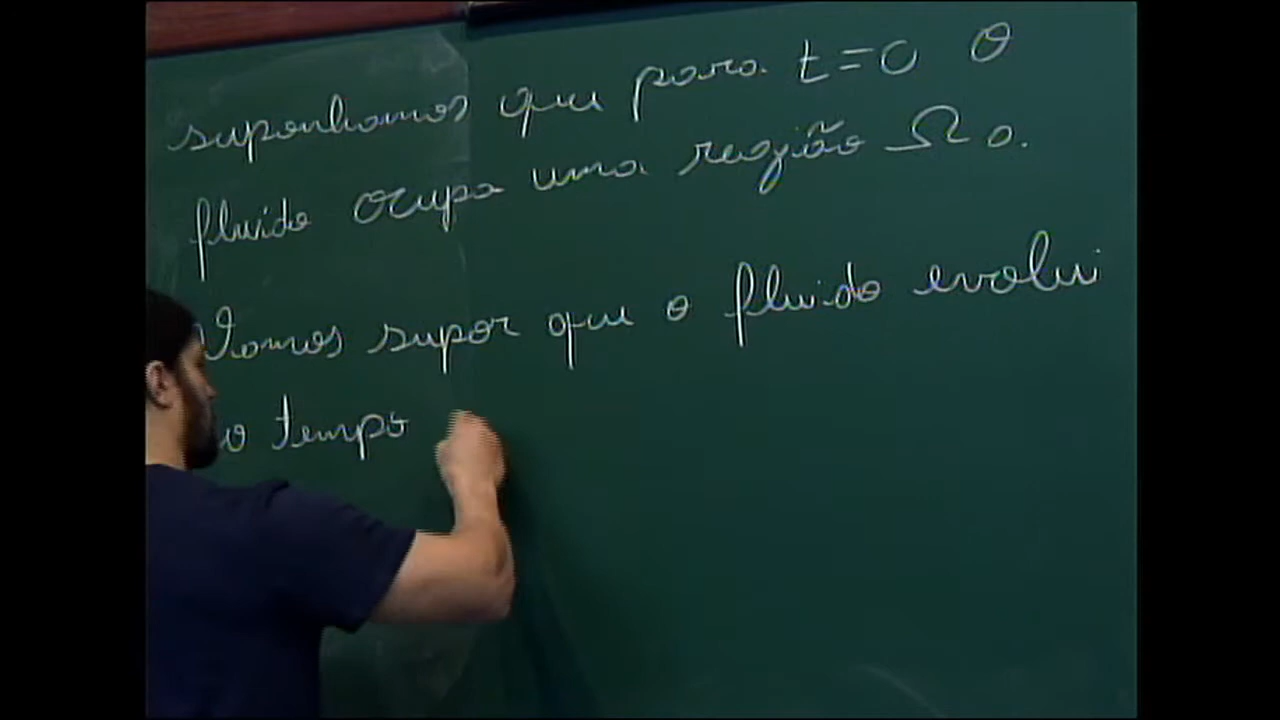 suponhamos que para t=0 o
fluido ocupa uma região Ω₀.
Vamos supor que o fluido evolui
o tempo